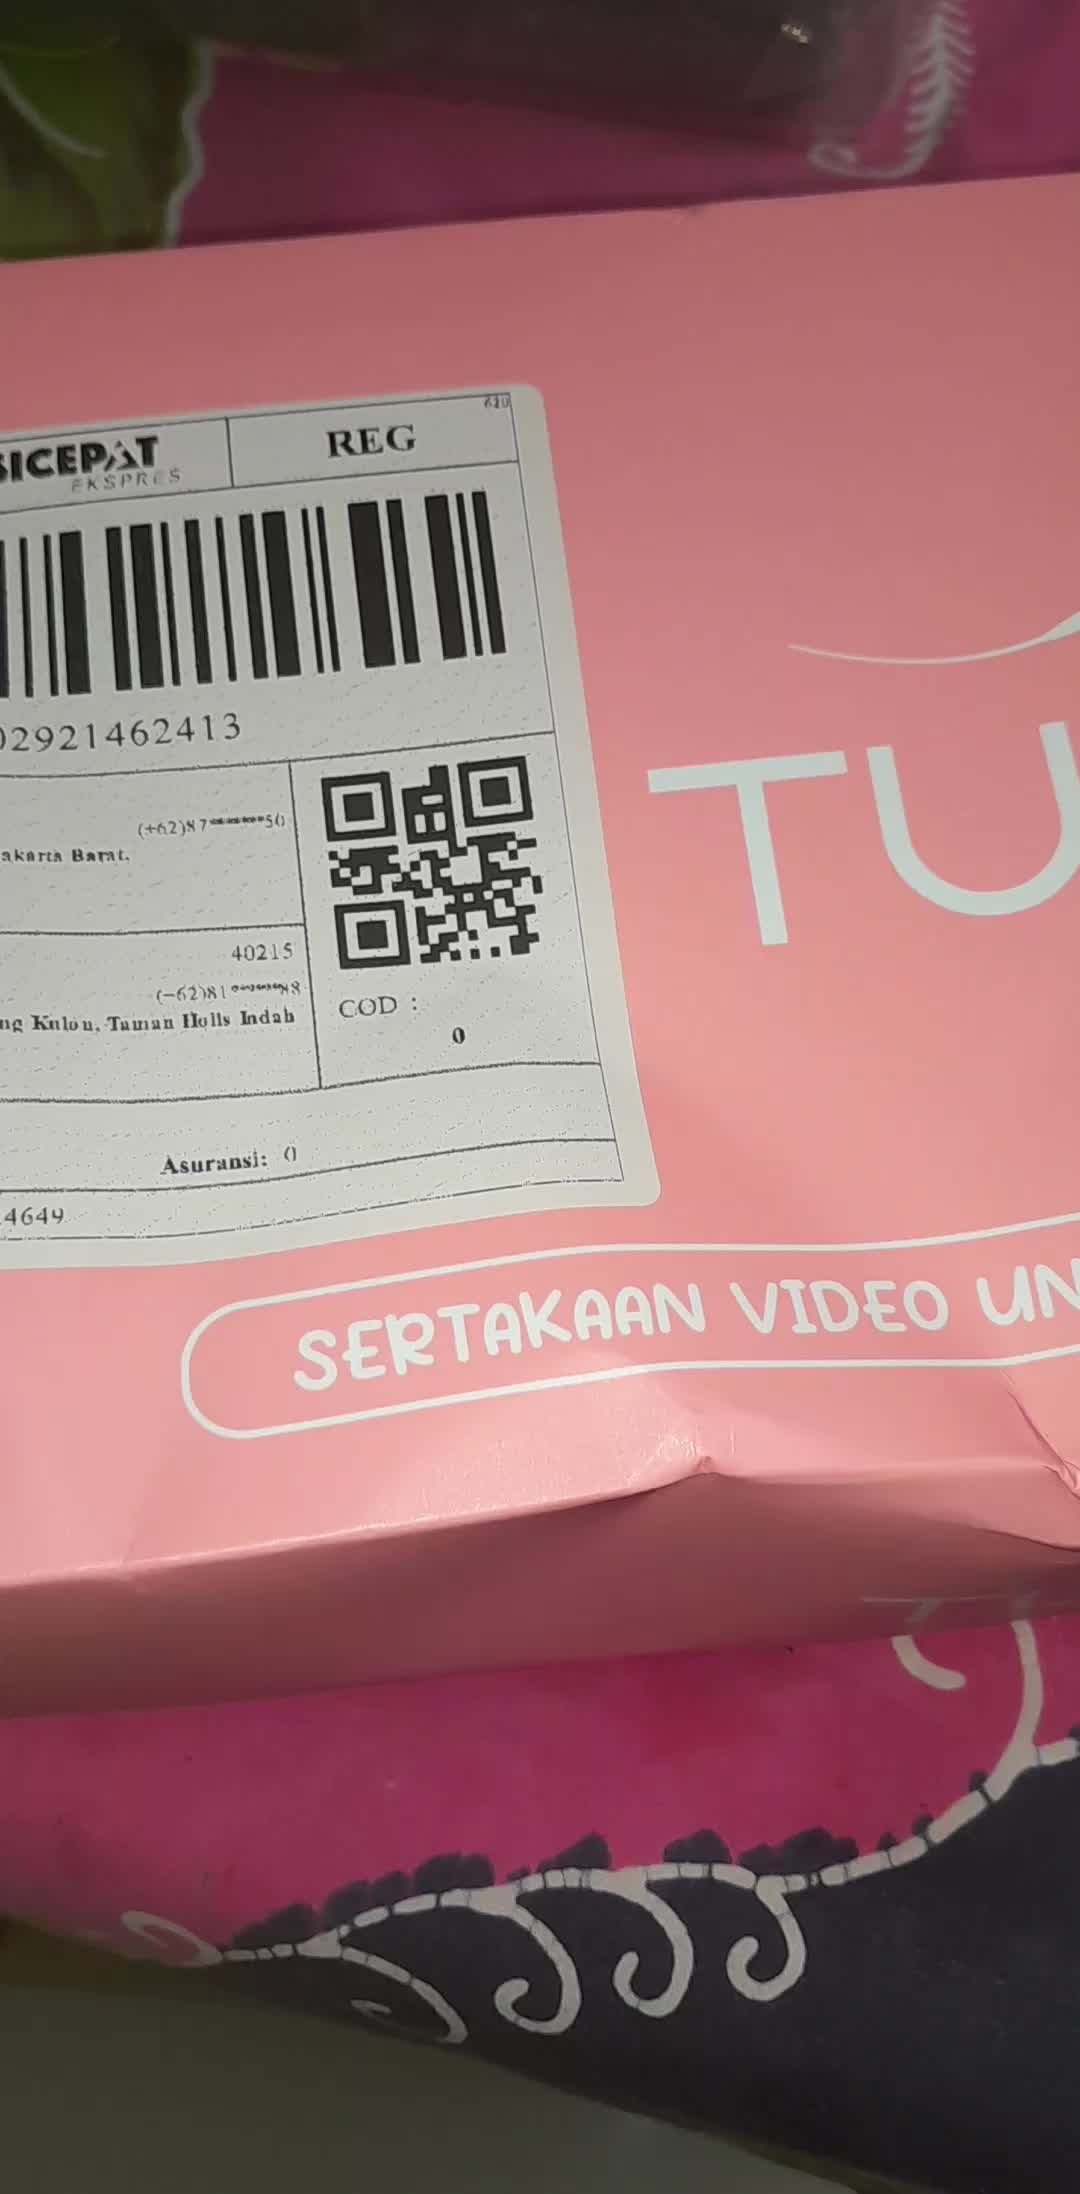 SICEPAT
EKSPRES
REG
02921462413
(+62)87*******50
akarta Barat.
40215
(+62)81*******98
ng Kulon, Taman Holis Indah
COD :
0
Asuransi: 0
4649
TU
SERTAKAAN VIDEO UN